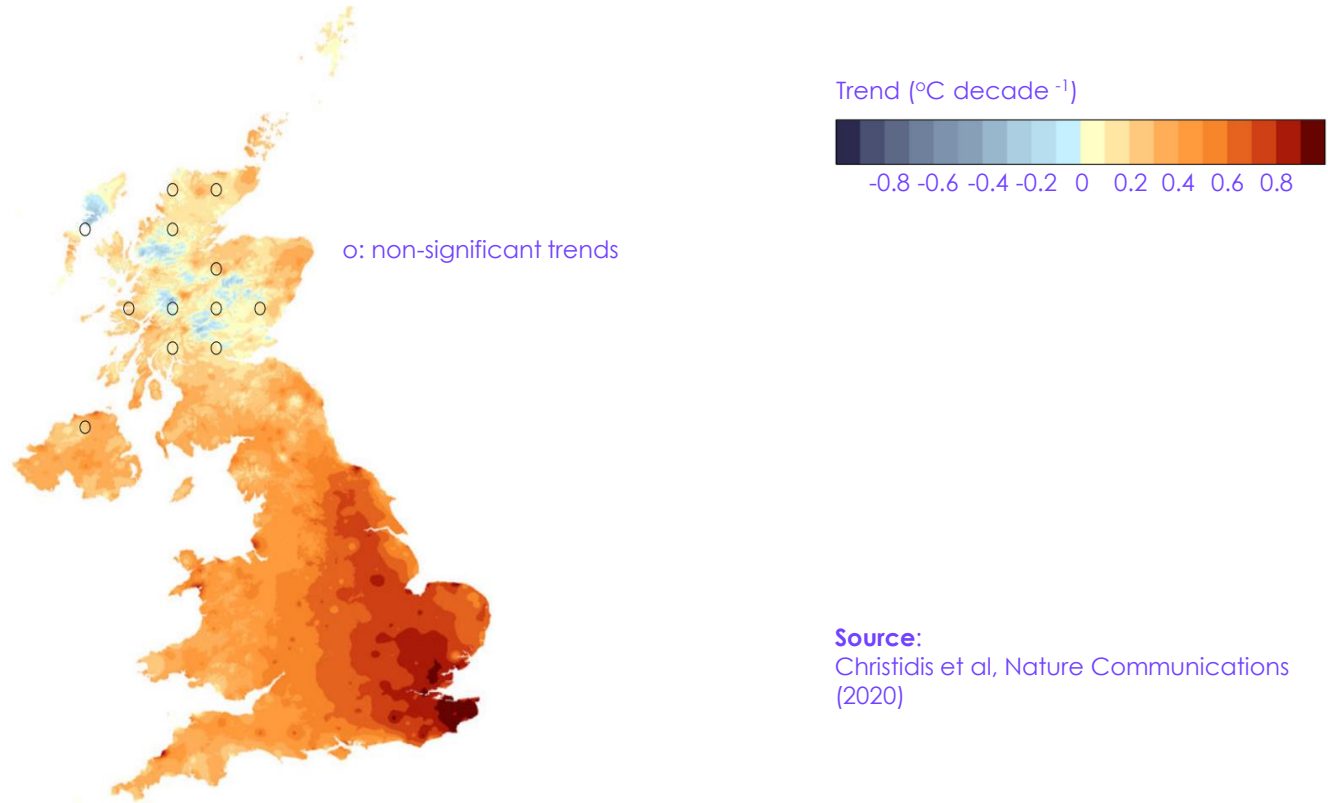 Trend (°C decade -1)
-0.8 -0.6 -0.4 -0.2 0 0.2 0.4 0.6 0.8
o: non-significant trends
Source:
Christidis et al, Nature Communications
(2020)